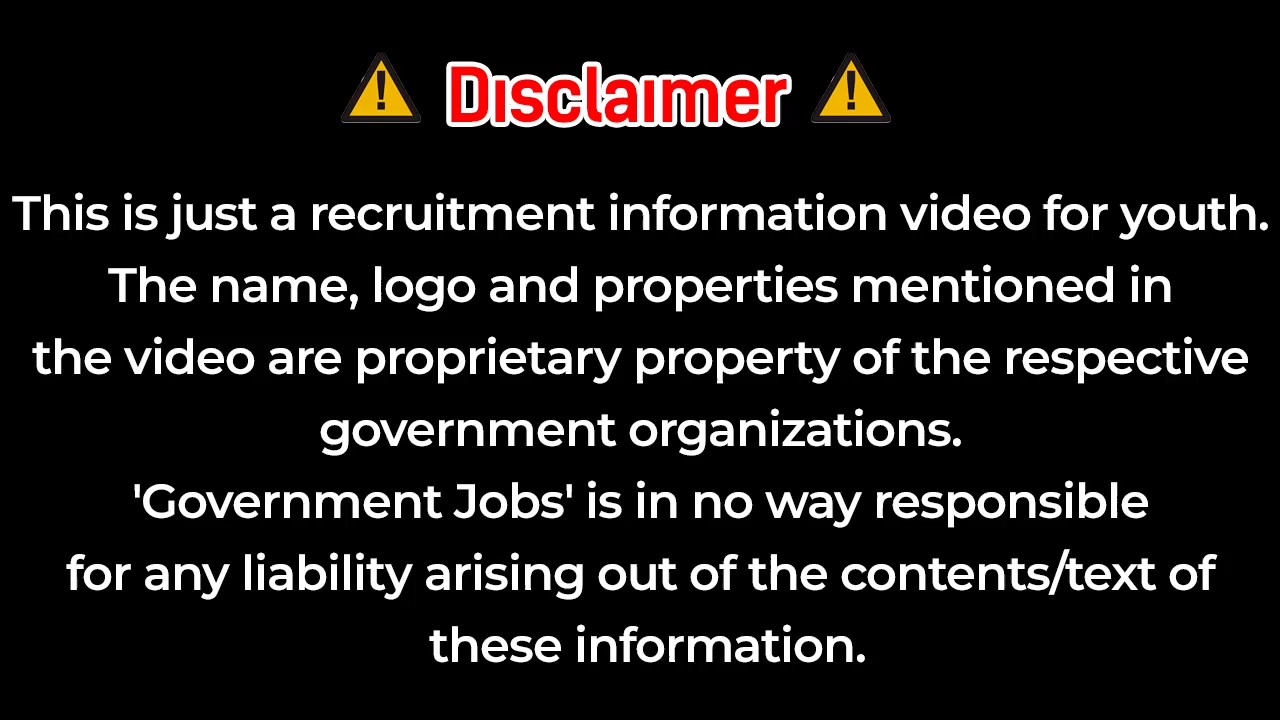 Disclaimer
This is just a recruitment information video for youth.
The name, logo and properties mentioned in
the video are proprietary property of the respective
government organizations.
'Government Jobs' is in no way responsible
for any liability arising out of the contents/text of
these information.